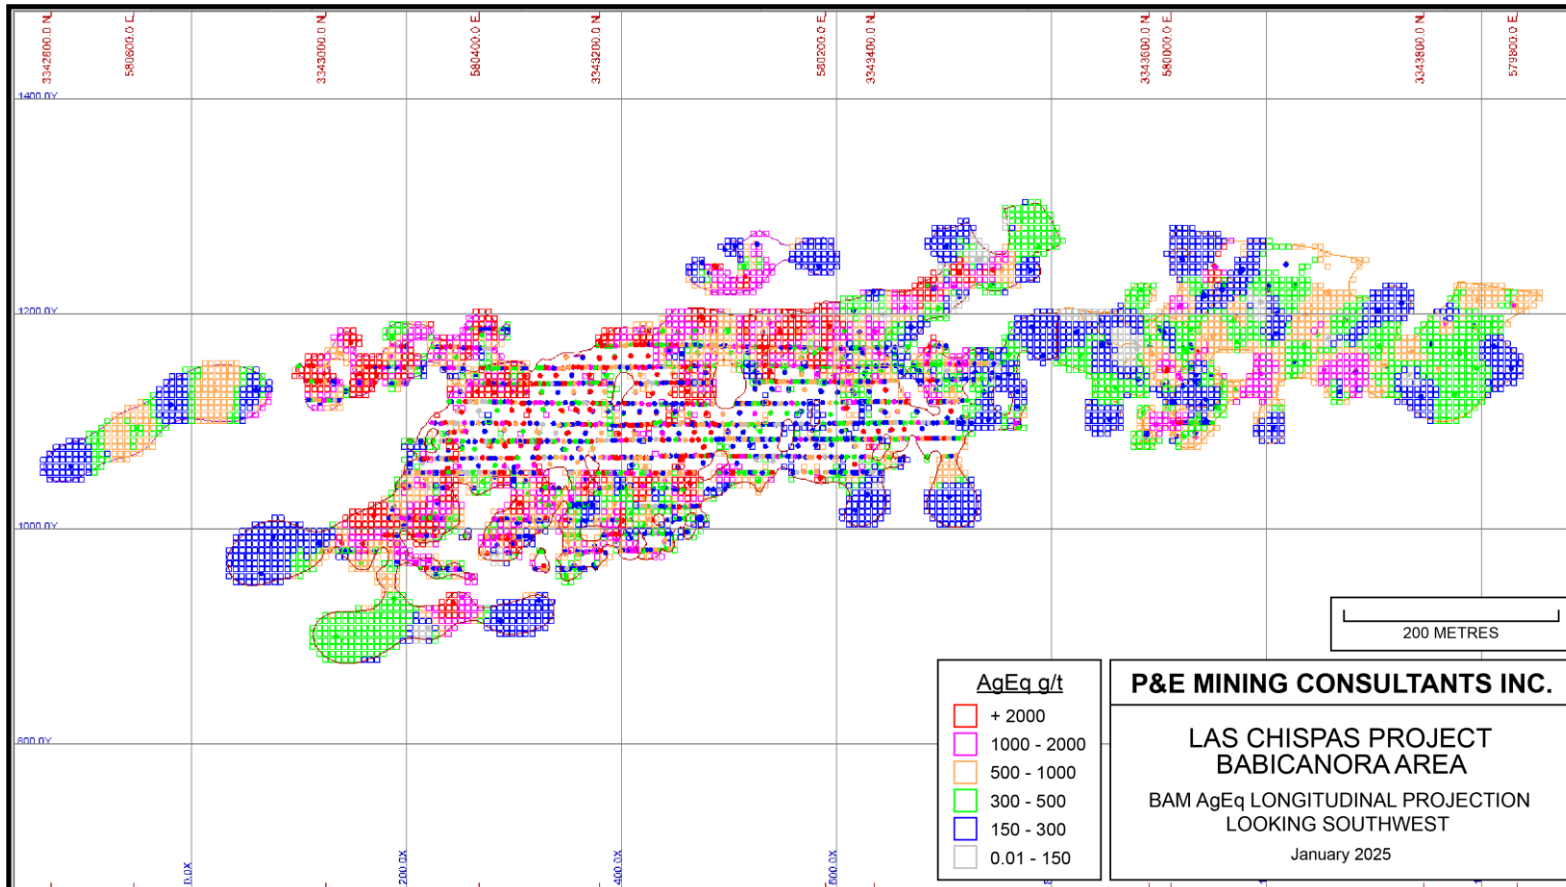 3342800.0 N
580600.0 E
3343000.0 N
580400.0 E
3343200.0 N
580200.0 E
3343400.0 N
3343600.0 N
580000.0 E
3343800.0 N
579800.0 E
1400.0Y
1200.0Y
1000.0Y
800.0Y
0.0X
200.0X
400.0X
600.0X
200 METRES
AgEq g/t
+ 2000
1000 - 2000
500 - 1000
300 - 500
150 - 300
0.01 - 150
P&E MINING CONSULTANTS INC.
LAS CHISPAS PROJECT
BABICANORA AREA
BAM AgEq LONGITUDINAL PROJECTION
LOOKING SOUTHWEST
January 2025